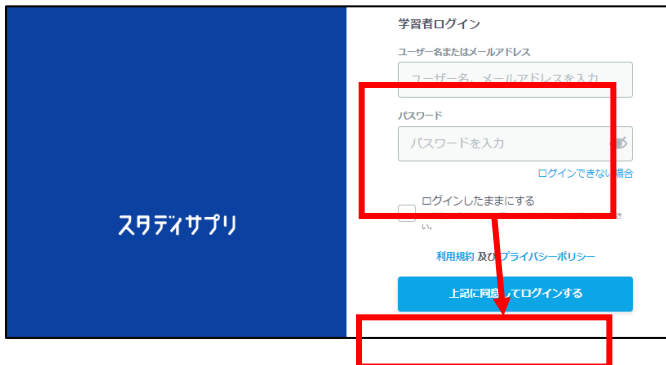 スタディサプリ
学習者ログイン
ユーザー名またはメールアドレス
ユーザー名、メールアドレスを入力
パスワード
パスワードを入力
ログインできない場合
ログインしたままにする
い。
利用規約 及び プライバシーポリシー
上記に同意してログインする